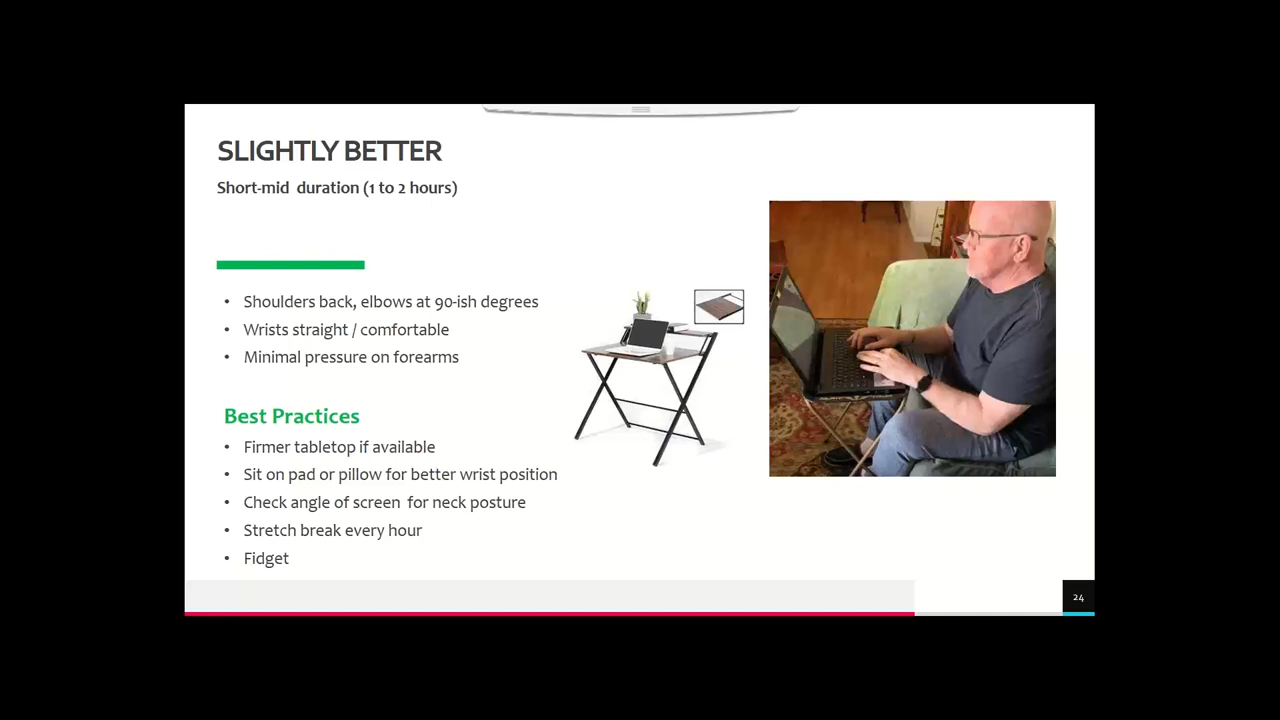 SLIGHTLY BETTER
Short-mid duration (1 to 2 hours)
• Shoulders back, elbows at 90-ish degrees
• Wrists straight / comfortable
• Minimal pressure on forearms
Best Practices
• Firmer tabletop if available
• Sit on pad or pillow for better wrist position
• Check angle of screen for neck posture
• Stretch break every hour
• Fidget
24